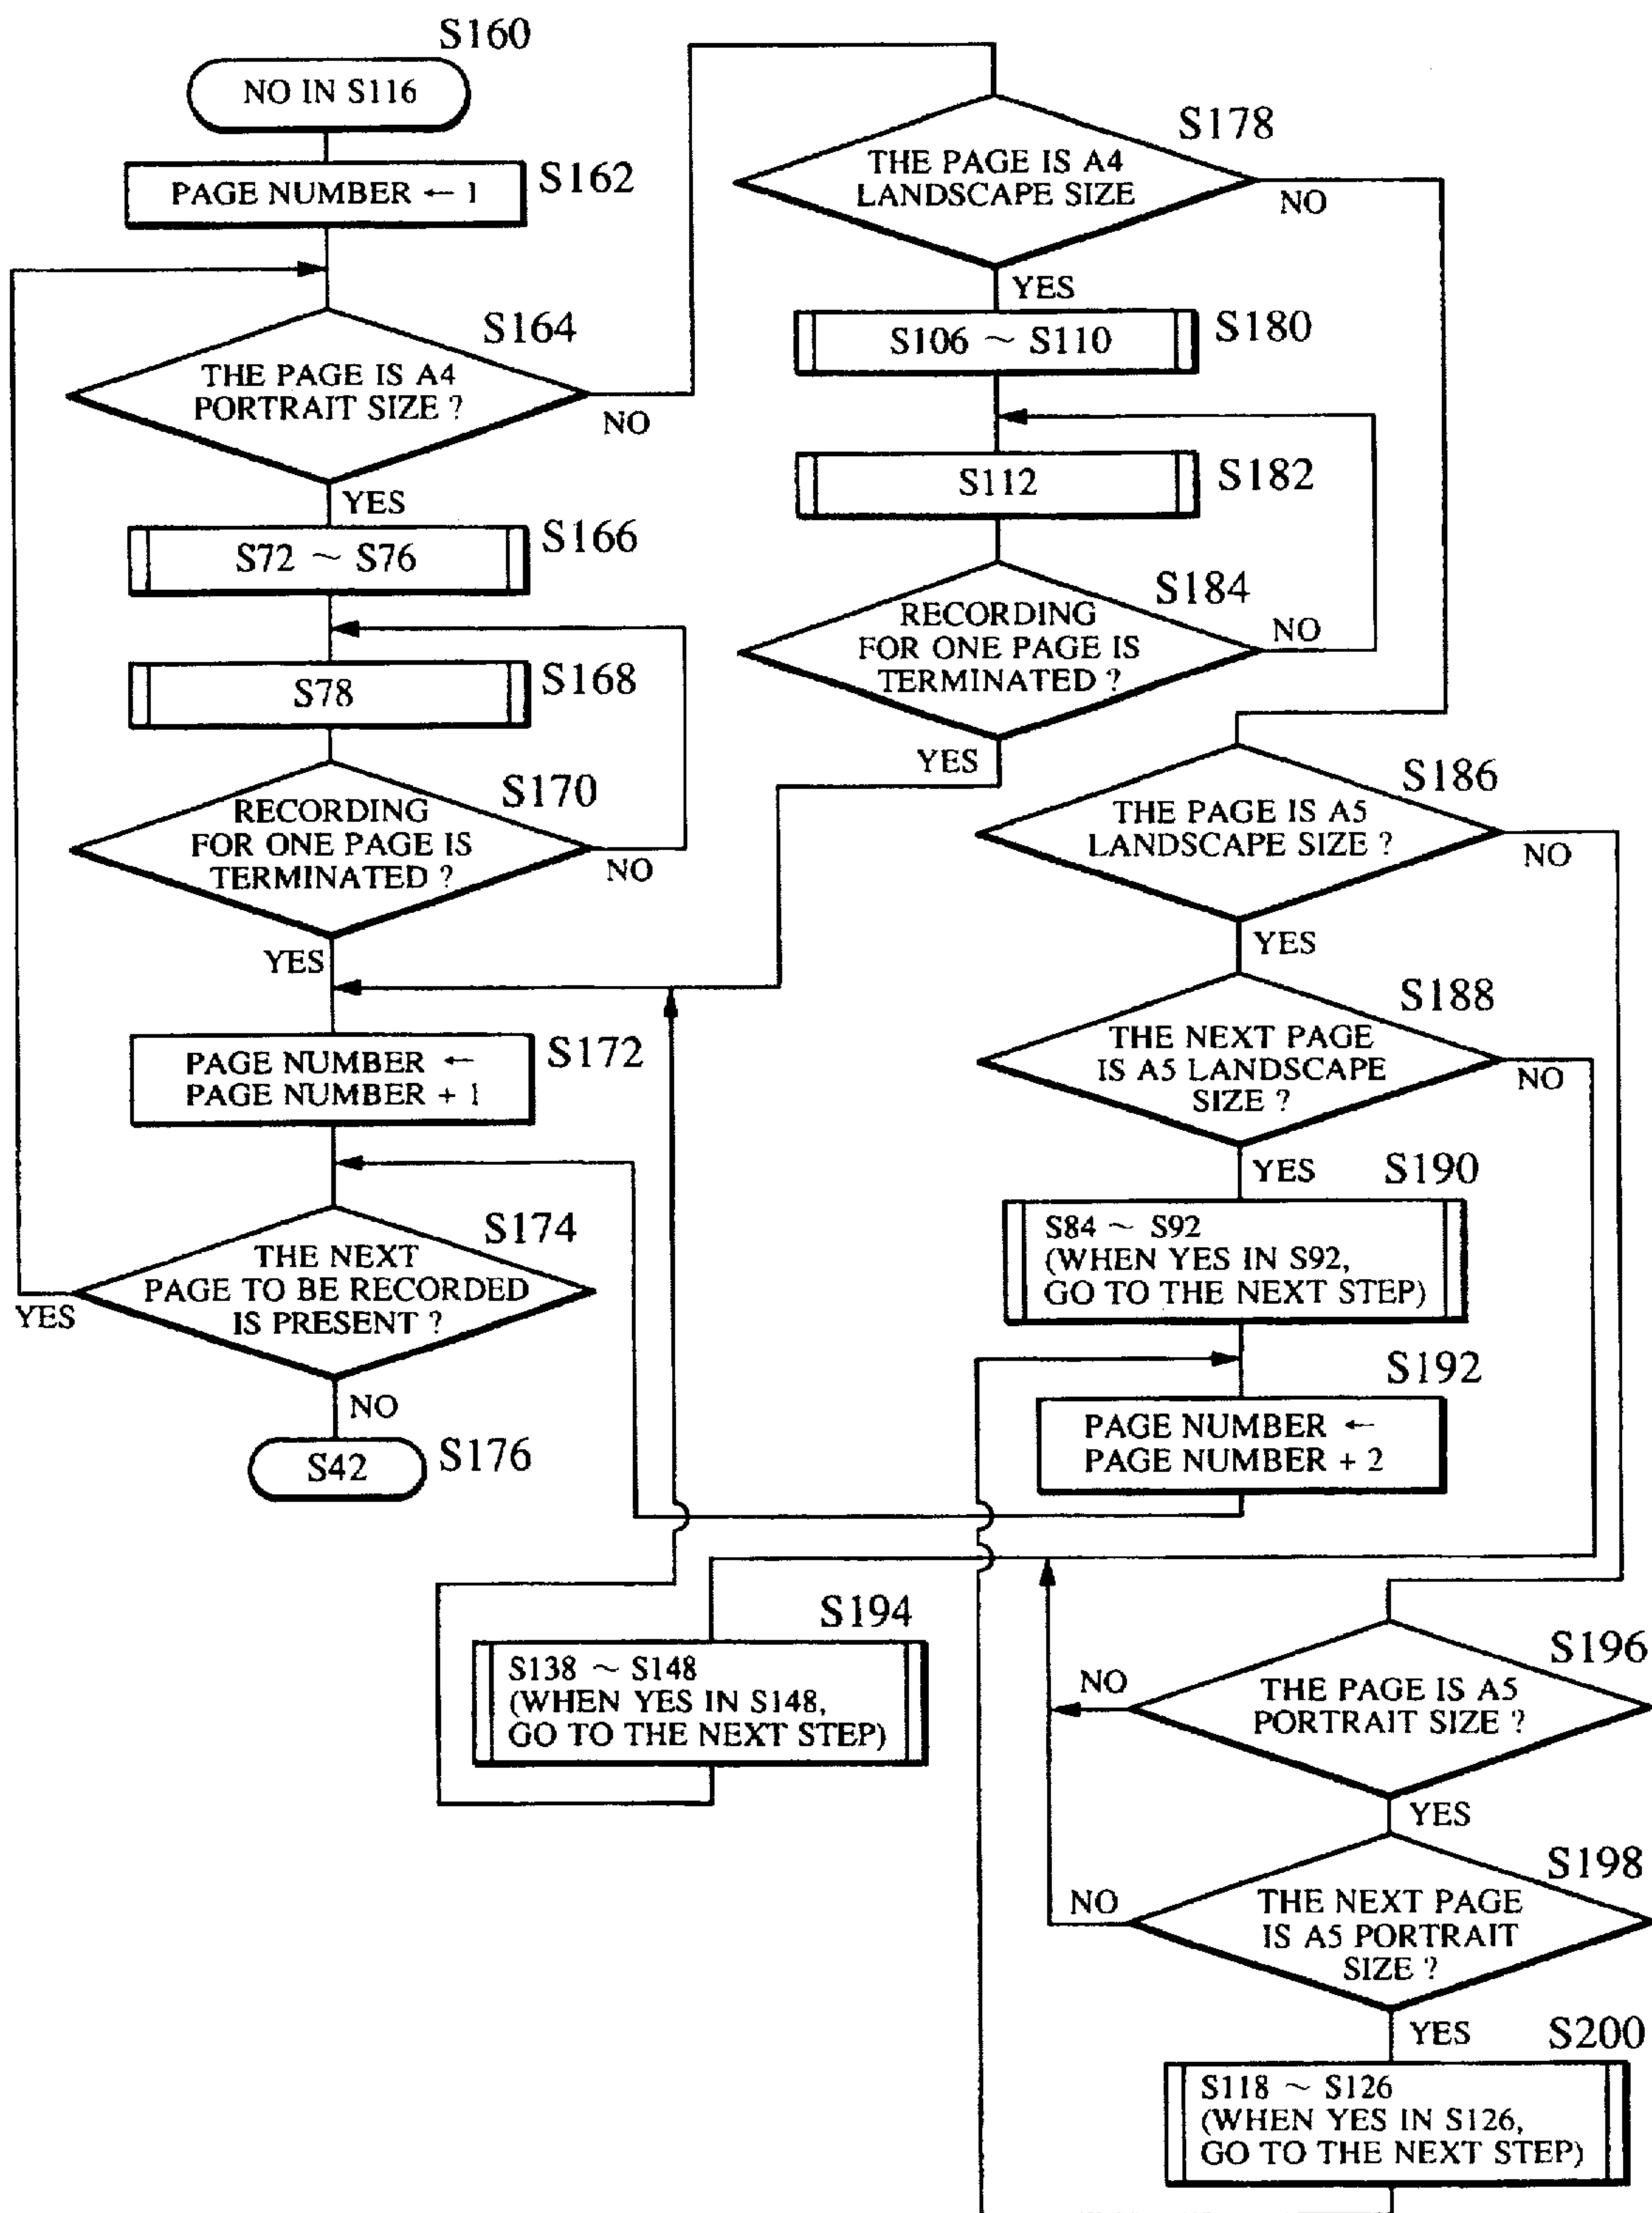 S160
NO IN S116
PAGE NUMBER ← 1
S162
S164
THE PAGE IS A4
PORTRAIT SIZE ?
NO
YES
S72 ~ S76
S166
S78
S168
S170
RECORDING
FOR ONE PAGE IS
TERMINATED ?
NO
YES
PAGE NUMBER ←
PAGE NUMBER + 1
S172
S174
THE NEXT
PAGE TO BE RECORDED
IS PRESENT ?
YES
NO
S42
S176
S178
THE PAGE IS A4
LANDSCAPE SIZE
NO
YES
S106 ~ S110
S180
S112
S182
S184
RECORDING
FOR ONE PAGE IS
TERMINATED ?
NO
YES
S186
THE PAGE IS A5
LANDSCAPE SIZE ?
NO
YES
S188
THE NEXT PAGE
IS A5 LANDSCAPE
SIZE ?
NO
YES
S190
S84 ~ S92
(WHEN YES IN S92,
GO TO THE NEXT STEP)
S192
PAGE NUMBER ←
PAGE NUMBER + 2
S194
S138 ~ S148
(WHEN YES IN S148,
GO TO THE NEXT STEP)
S196
NO
THE PAGE IS A5
PORTRAIT SIZE ?
YES
S198
NO
THE NEXT PAGE
IS A5 PORTRAIT
SIZE ?
YES
S200
S118 ~ S126
(WHEN YES IN S126,
GO TO THE NEXT STEP)